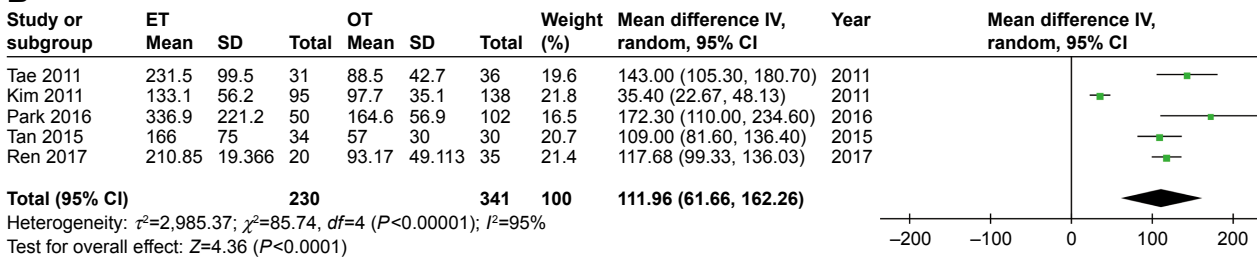 Study or ET OT Weight Mean difference IV, Year Mean difference IV,
subgroup Mean SD Total Mean SD Total (%) random, 95% CI random, 95% CI
Tae 2011 231.5 99.5 31 88.5 42.7 36 19.6 143.00 (105.30, 180.70) 2011
Kim 2011 133.1 56.2 95 97.7 35.1 138 21.8 35.40 (22.67, 48.13) 2011
Park 2016 336.9 221.2 50 164.6 56.9 102 16.5 172.30 (110.00, 234.60) 2016
Tan 2015 166 75 34 57 30 30 20.7 109.00 (81.60, 136.40) 2015
Ren 2017 210.85 19.366 20 93.17 49.113 35 21.4 117.68 (99.33, 136.03) 2017
Total (95% CI) 230 341 100 111.96 (61.66, 162.26)
Heterogeneity: τ²=2,985.37; χ²=85.74, df=4 (P<0.00001); I²=95%
Test for overall effect: Z=4.36 (P<0.0001)
−200 −100 0 100 200